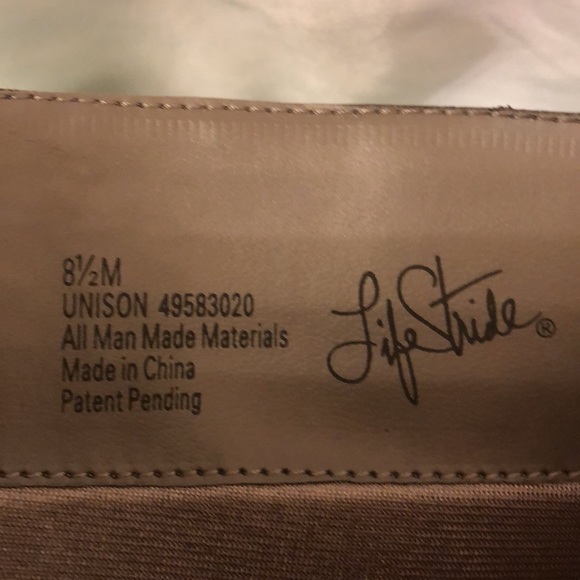 8½M
UNISON 49583020
All Man Made Materials
Made in China
Patent Pending
LifeStride®